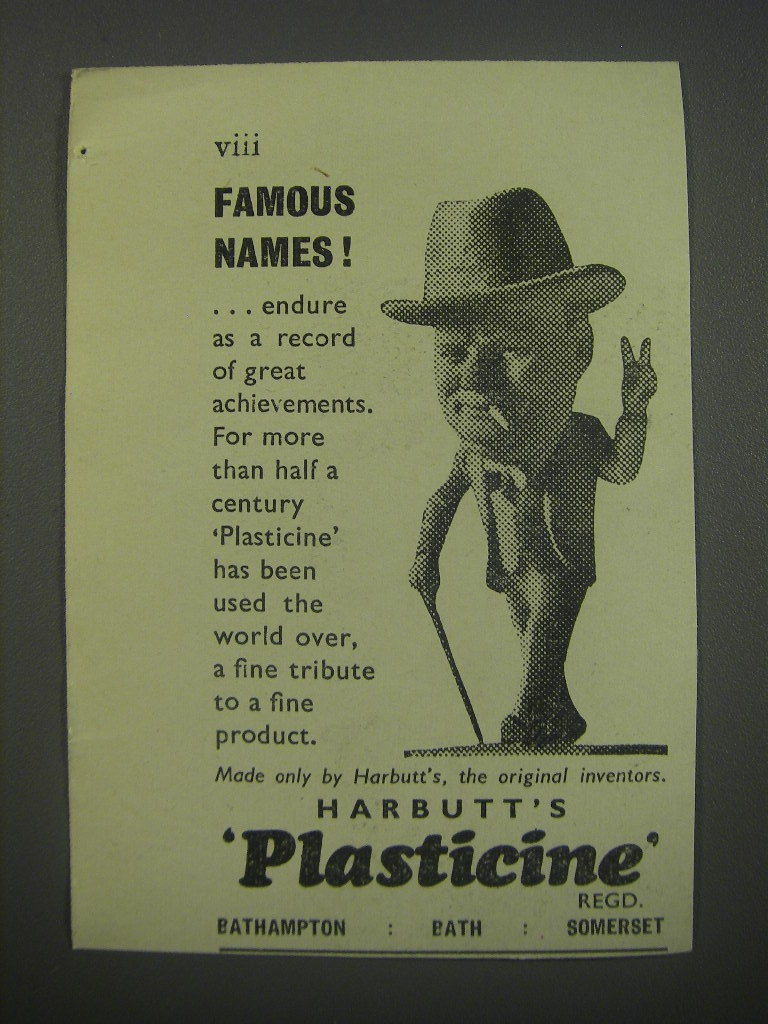 viii
FAMOUS
NAMES !
. . . endure
as a record
of great
achievements.
For more
than half a
century
‘Plasticine’
has been
used the
world over,
a fine tribute
to a fine
product.
Made only by Harbutt's, the original inventors.
HARBUTT'S
‘Plasticine’
REGD.
BATHAMPTON : BATH : SOMERSET